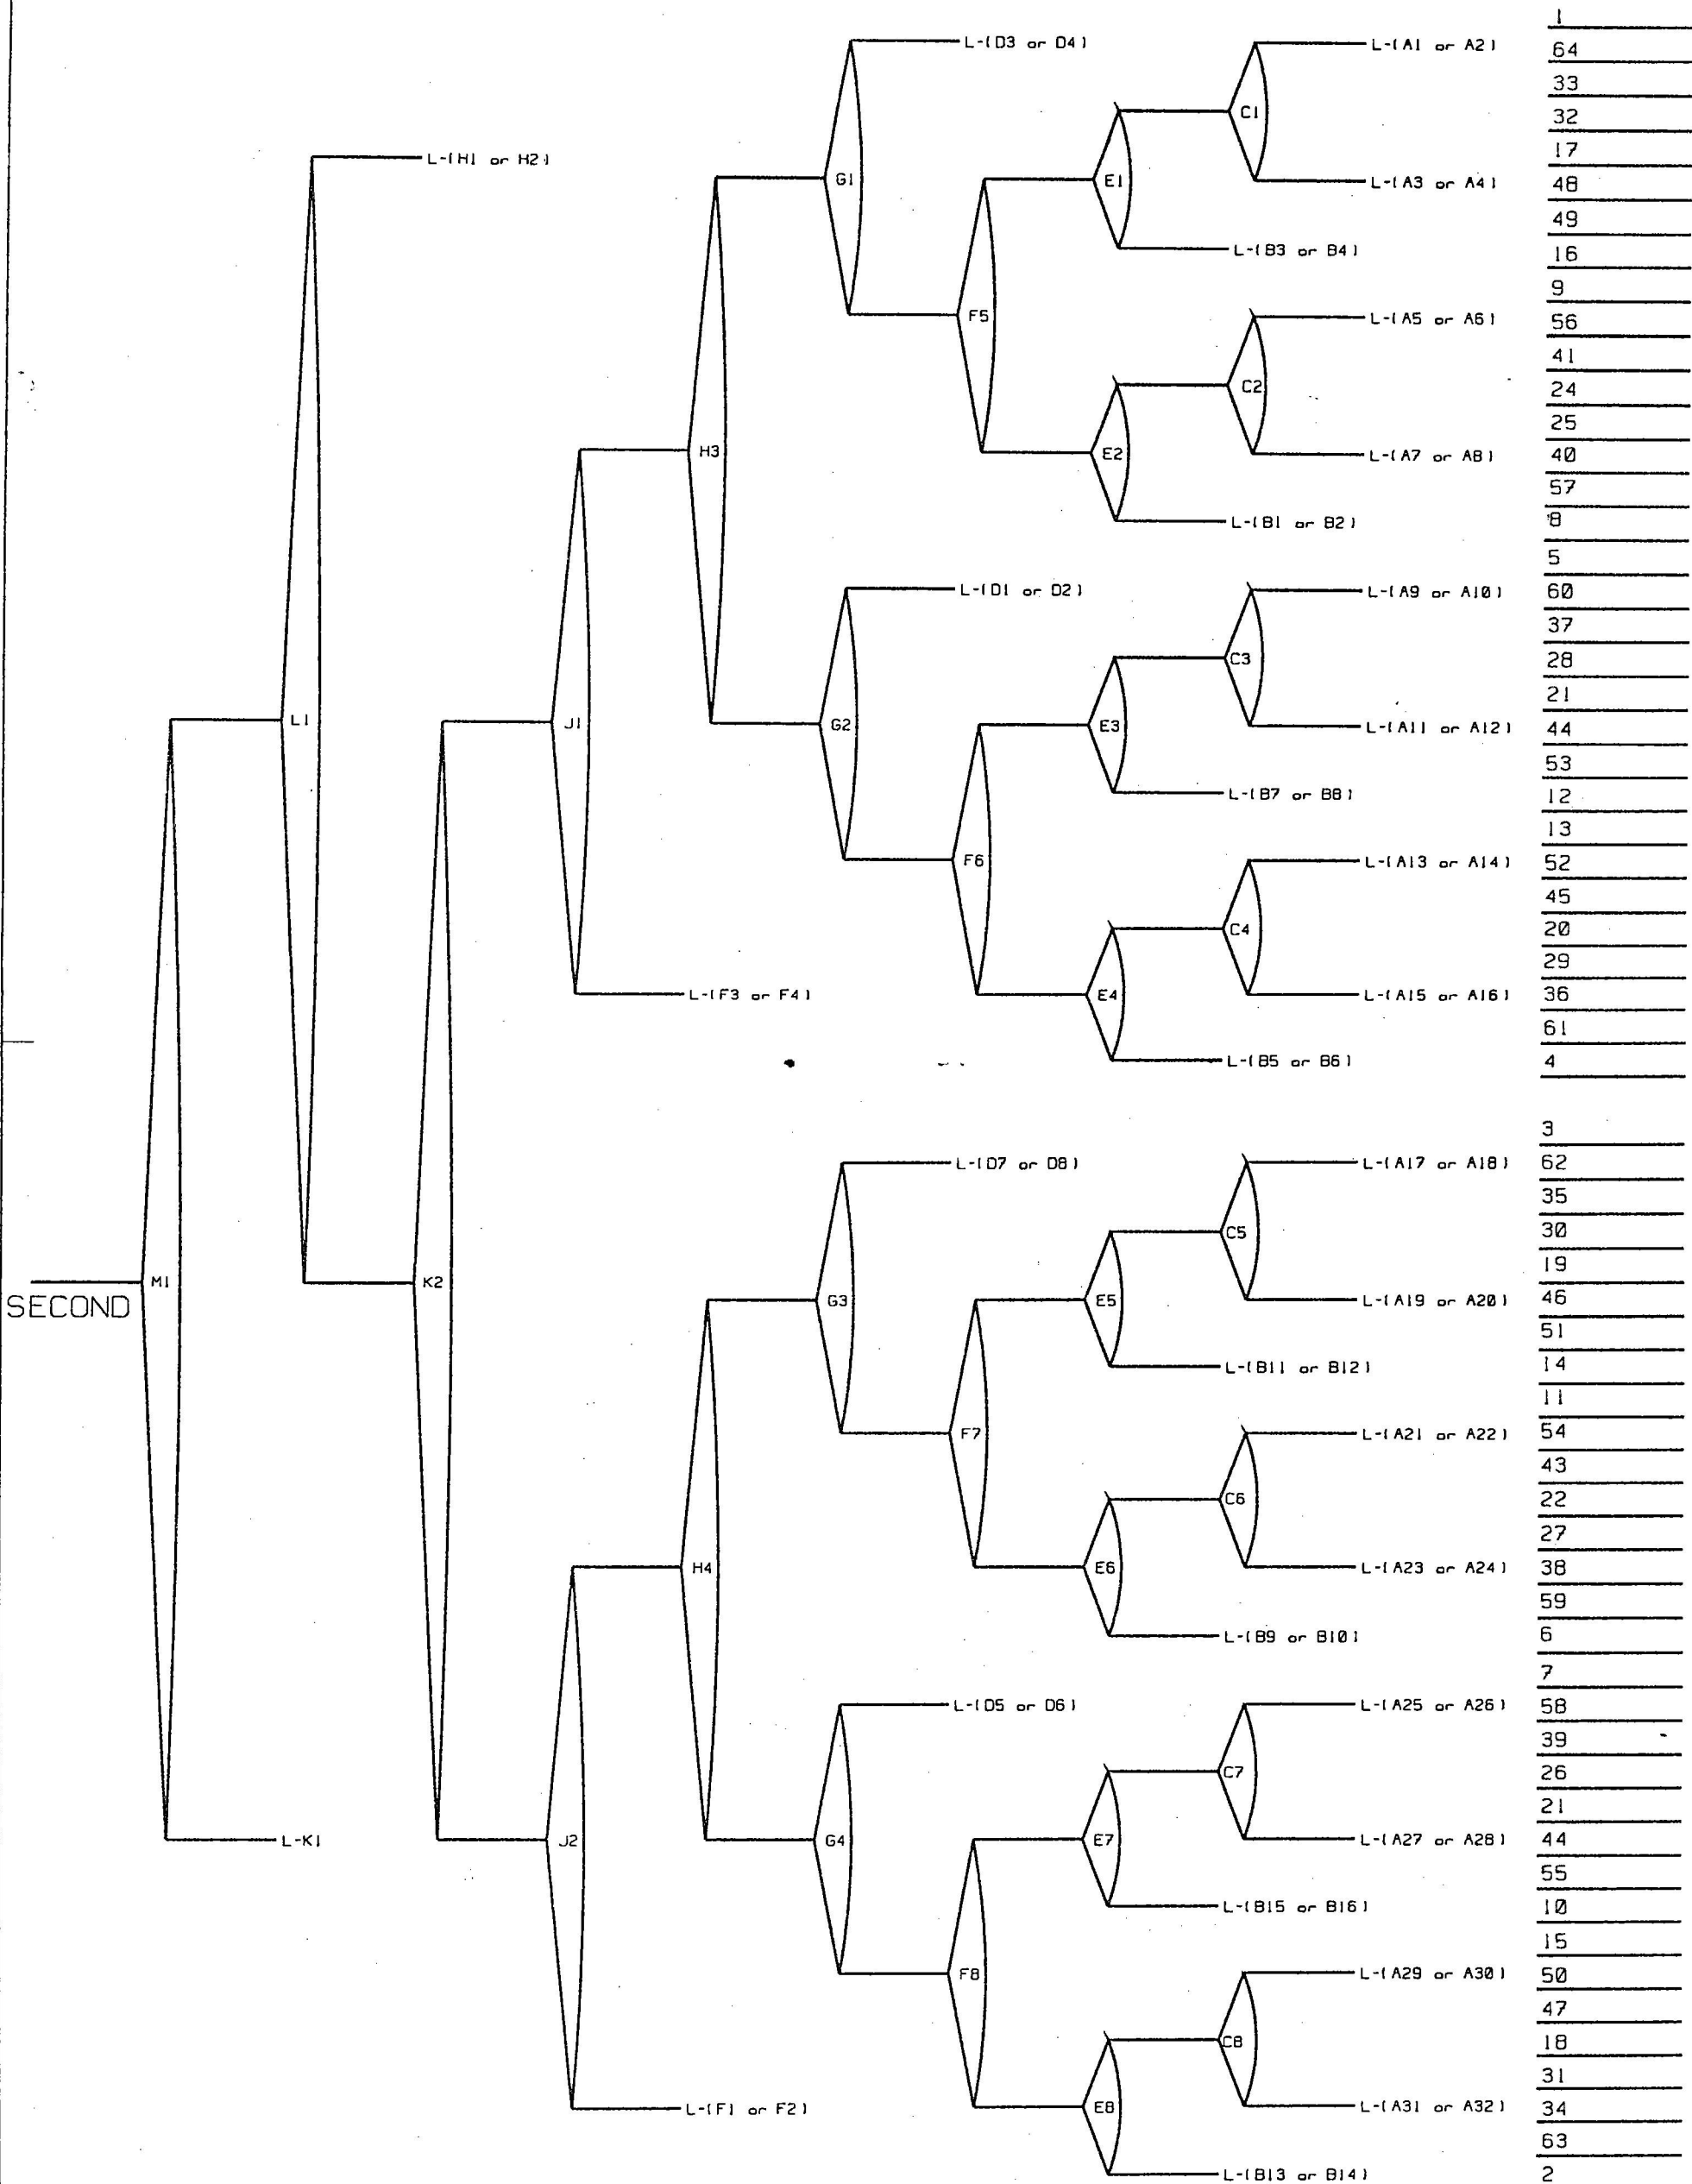 1
L-(D3 or D4) L-(A1 or A2) 64
33
C1 32
L-(H1 or H2) 17
G1 E1 L-(A3 or A4) 48
49
L-(B3 or B4) 16
9
F5 L-(A5 or A6) 56
41
C2 24
25
H3 E2 L-(A7 or A8) 40
57
L-(B1 or B2) 8
5
L-(D1 or D2) L-(A9 or A10) 60
37
C3 28
21
L1 J1 G2 E3 L-(A11 or A12) 44
53
L-(B7 or B8) 12
13
F6 L-(A13 or A14) 52
45
C4 20
29
L-(F3 or F4) E4 L-(A15 or A16) 36
61
L-(B5 or B6) 4
3
L-(D7 or D8) L-(A17 or A18) 62
35
C5 30
19
M1 K2 G3 E5 L-(A19 or A20) 46
SECOND
51
L-(B11 or B12) 14
11
F7 L-(A21 or A22) 54
43
C6 22
27
H4 E6 L-(A23 or A24) 38
59
L-(B9 or B10) 6
7
L-(D5 or D6) L-(A25 or A26) 58
39
C7 26
21
L-K1 J2 G4 E7 L-(A27 or A28) 44
55
L-(B15 or B16) 10
15
F8 L-(A29 or A30) 50
47
C8 18
31
L-(F1 or F2) E8 L-(A31 or A32) 34
63
L-(B13 or B14) 2